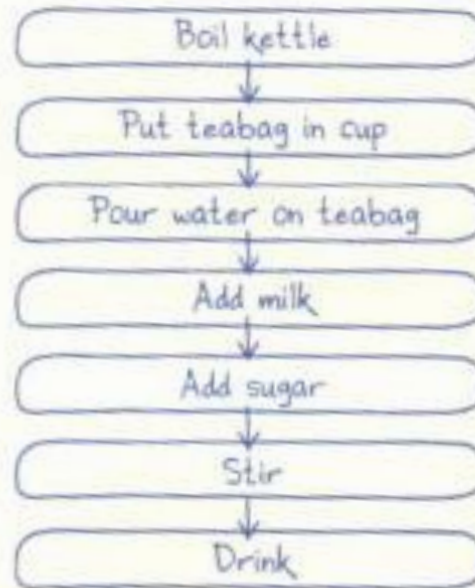 Boil kettle
Put teabag in cup
Pour water on teabag
Add milk
Add sugar
Stir
Drink